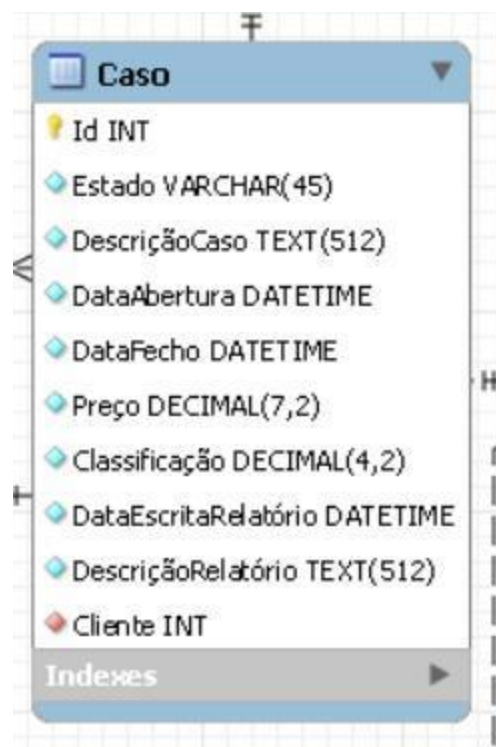 Caso
Id INT
Estado VARCHAR(45)
DescriçãoCaso TEXT(512)
DataAbertura DATETIME
DataFecho DATETIME
Preço DECIMAL(7,2)
Classificação DECIMAL(4,2)
DataEscritaRelatório DATETIME
DescriçãoRelatório TEXT(512)
Cliente INT
Indexes